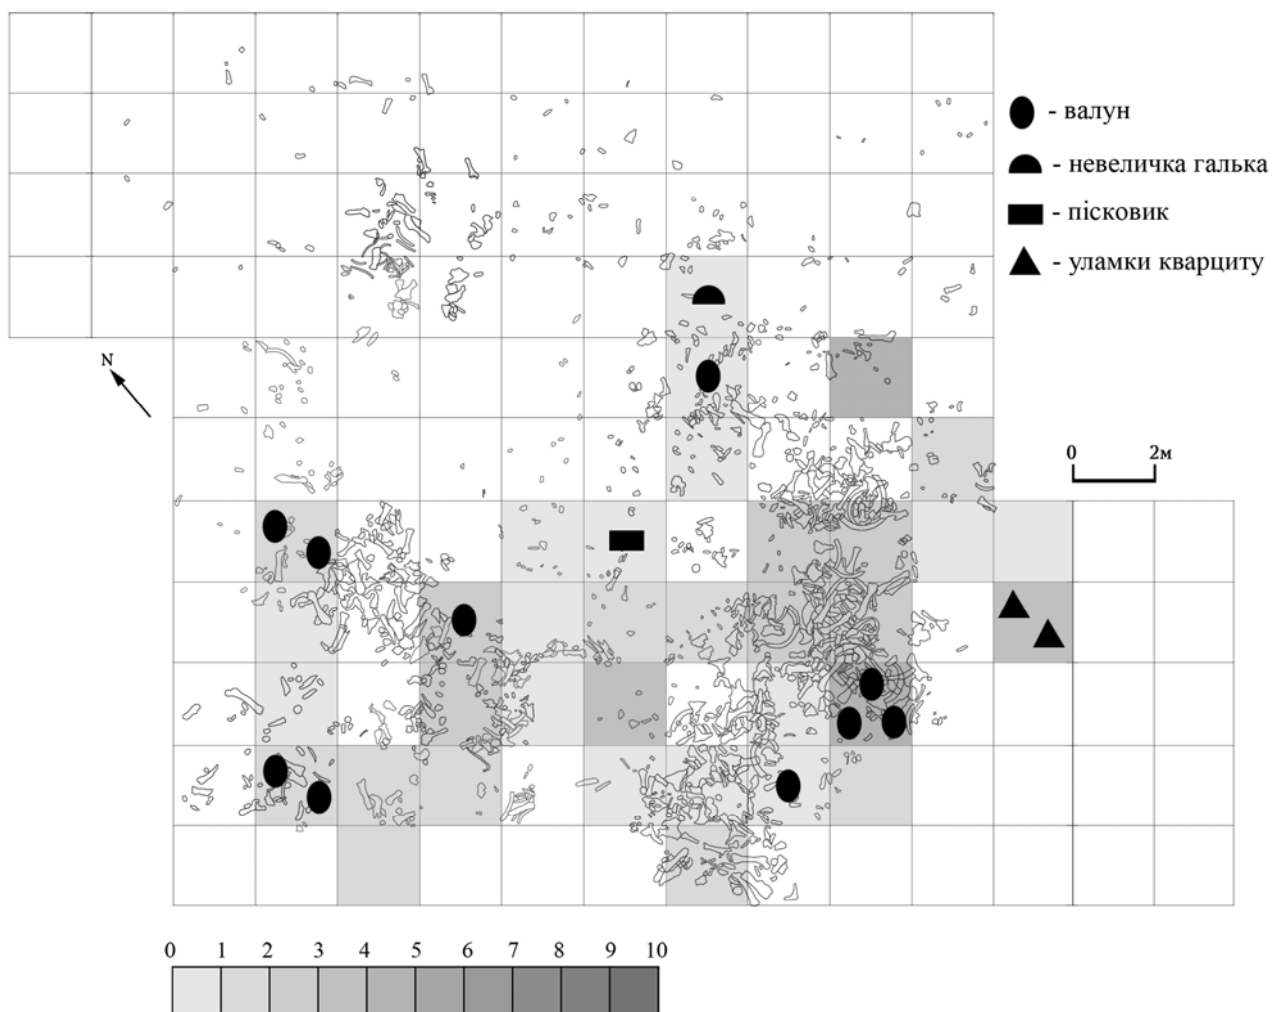 - валун
- невеличка галька
- пісковик
- уламки кварциту
N
0 2м
0 1 2 3 4 5 6 7 8 9 10